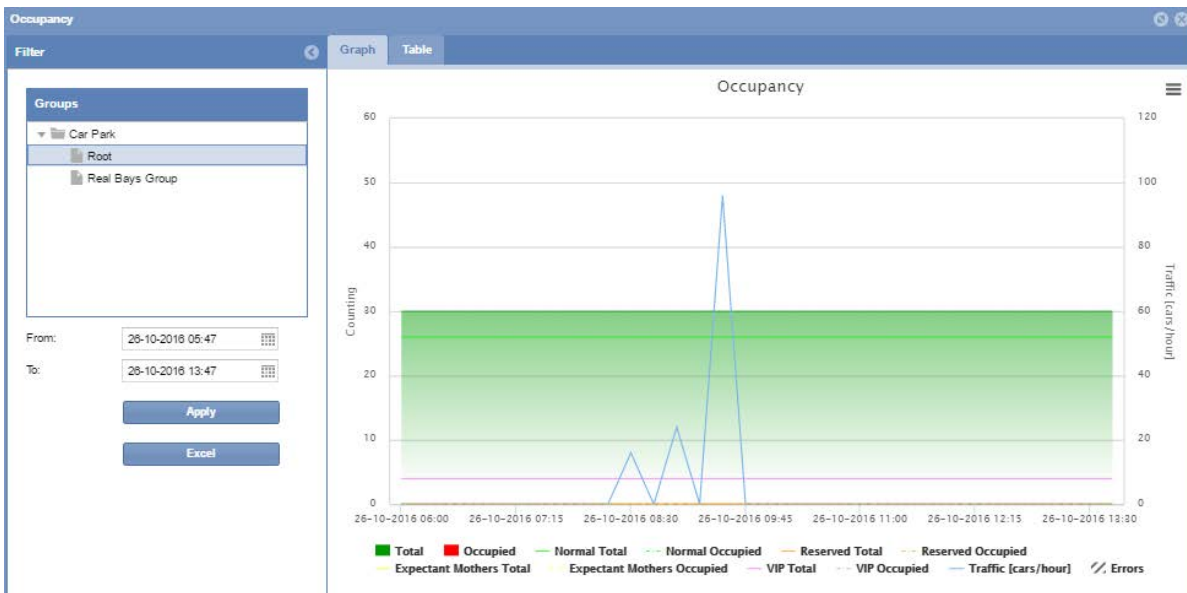 Occupancy
Filter
Graph Table
Groups
Car Park
Root
Real Bays Group
From: 26-10-2016 05:47
To: 26-10-2016 13:47
Apply
Excel
Occupancy
60 120
50 100
40 80
30 60
20 40
10 20
0 0
Counting
Traffic [cars/hour]
26-10-2016 06:00 26-10-2016 07:15 26-10-2016 08:30 26-10-2016 09:45 26-10-2016 11:00 26-10-2016 12:15 26-10-2016 13:30
Total Occupied Normal Total Normal Occupied Reserved Total Reserved Occupied
Expectant Mothers Total Expectant Mothers Occupied VIP Total VIP Occupied Traffic [cars/hour] Errors